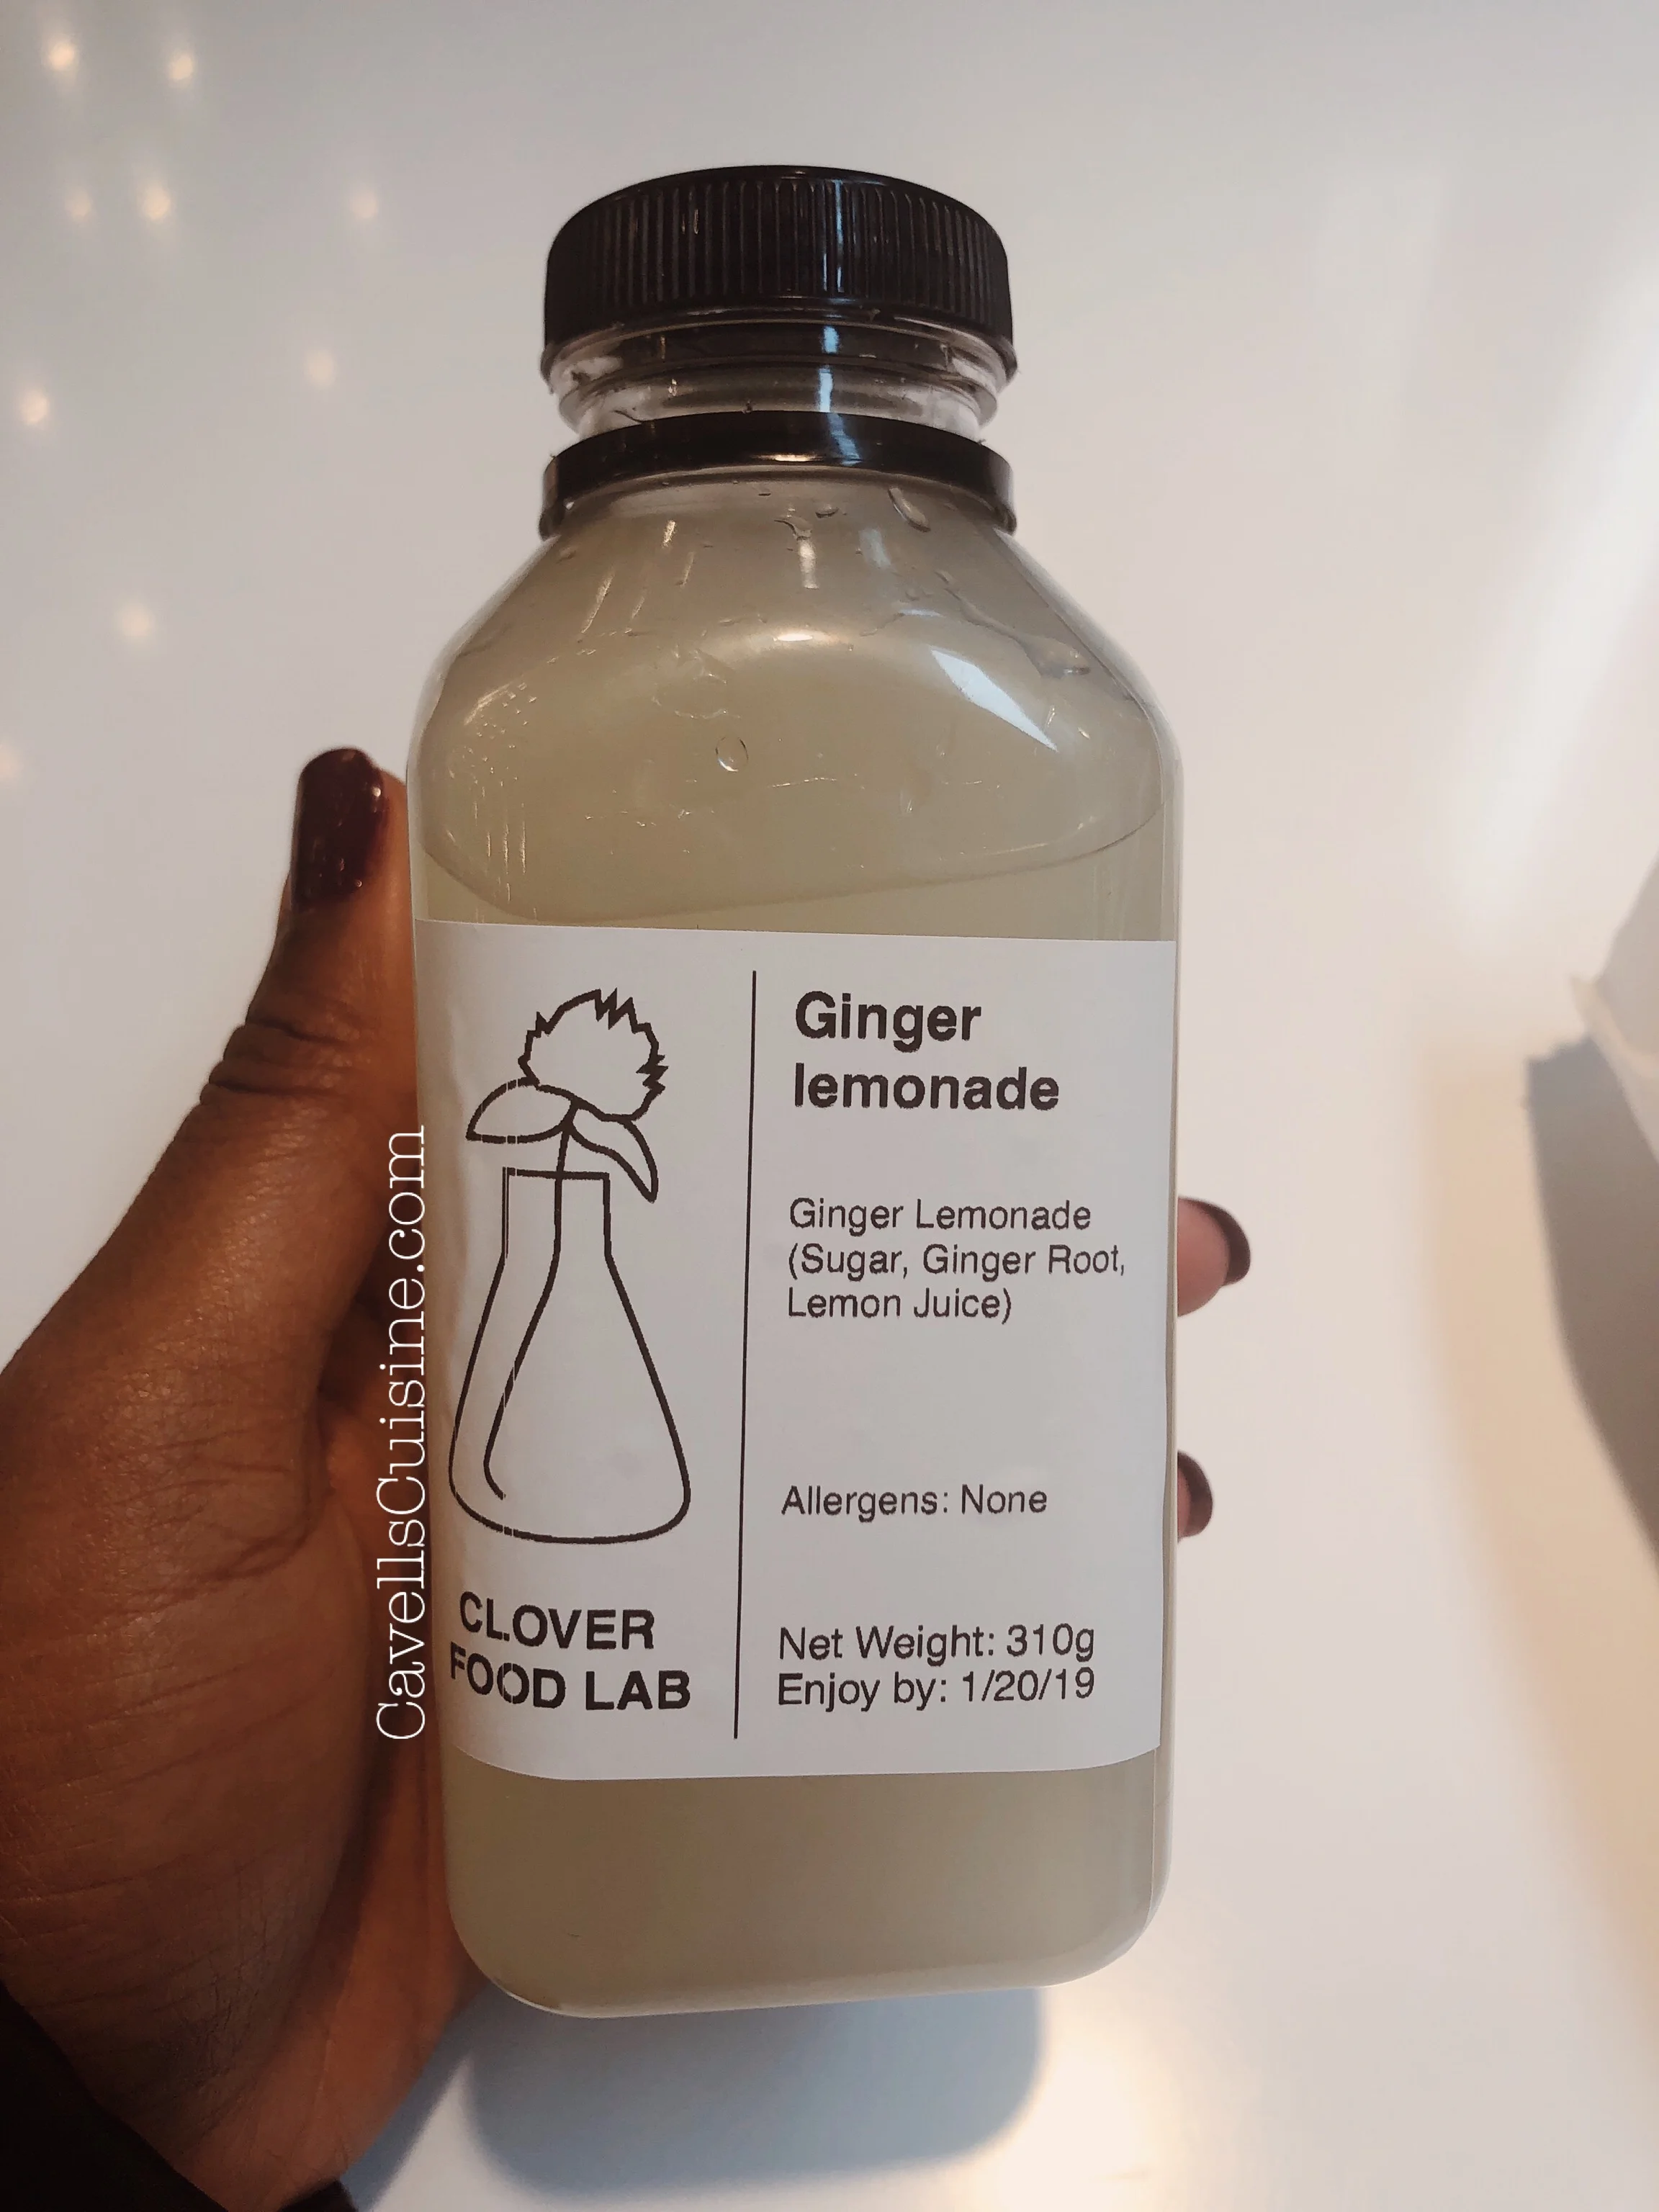 Ginger
lemonade
Ginger Lemonade
(Sugar, Ginger Root,
Lemon Juice)
Allergens: None
Net Weight: 310g
Enjoy by: 1/20/19
CLOVER
FOOD LAB
CavellsCuisine.com